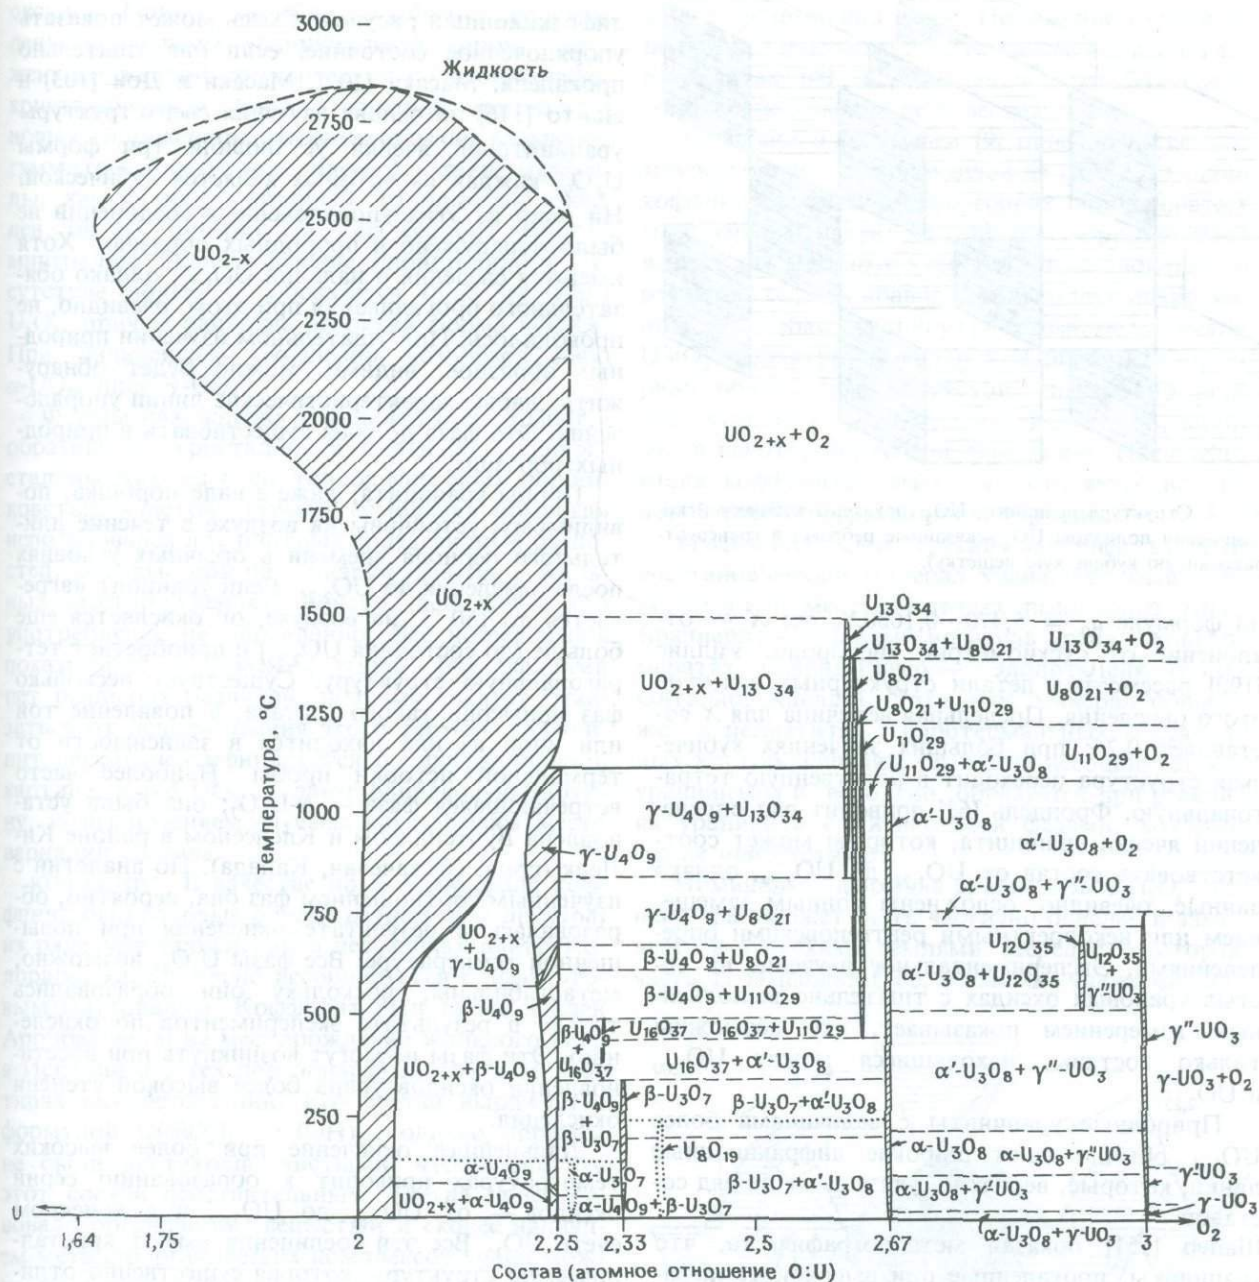 3000
Жидкость
2750
2500
UO2-x
2250
2000
UO2+x + O2
1750
U13O34
1500
UO2+x
U13O34 + U8O21
U13O34 + O2
U8O21
UO2+x + U13O34
U8O21 + O2
U8O21 + U11O29
1250
U11O29
U11O29 + O2
U11O29 + α'-U3O8
Температура, °С
1000
γ-U4O9 + U13O34
α'-U3O8
α'-U3O8 + O2
γ-U4O9
α'-U3O8 + γ''-UO3
750
γ-U4O9 + U8O21
UO2+x
+
γ-U4O9
U12O35
β-U4O9 + U8O21
U12O35
+
γ''-UO3
α'-U3O8 + U12O35
β-U4O9 + U11O29
β-U4O9
500
β-U4O9
+
U16O37
U16O37
U16O37 + U11O29
γ''-UO3
UO2+x + β-U4O9
U16O37 + α'-U3O8
α'-U3O8 + γ''-UO3
γ-UO3 + O2
β-U4O9
+
β-U3O7
β-U3O7
β-U3O7 + α'U3O8
250
α-U3O8
α-U3O8 + γ''-UO3
α-U4O9
α-U3O7
U8O19
β-U3O7 + α'-U3O8
α-U3O8 + γ'UO3
γ'UO3
UO2+x + α-U4O9
α-U4O9 + β-U3O7
γ-UO3
α-U3O8 + γ-UO3
U
O2
1,64
1,75
2
2,25
2,33
2,5
2,67
Состав (атомное отношение O:U)